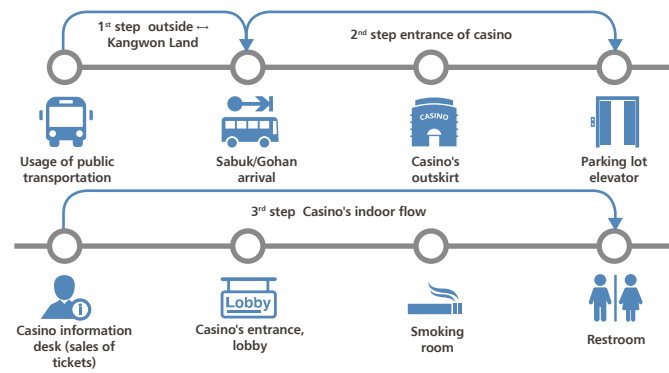 1st step outside ↔
Kangwon Land
2nd step entrance of casino
CASINO
Usage of public
transportation
Sabuk/Gohan
arrival
Casino's
outskirt
Parking lot
elevator
3rd step Casino's indoor flow
i
Lobby
Casino information
desk (sales of
tickets)
Casino's entrance,
lobby
Smoking
room
Restroom